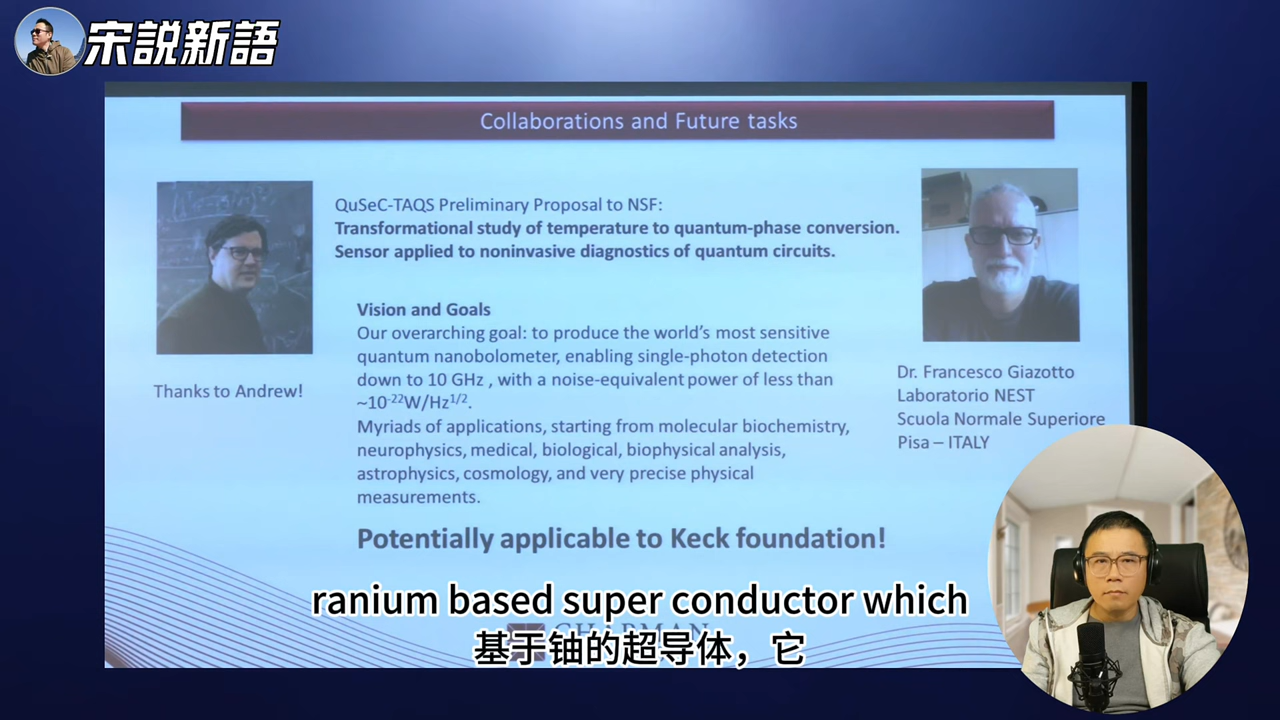 宋説新語
Collaborations and Future tasks
QuSeC-TAQS Preliminary Proposal to NSF:
Transformational study of temperature to quantum-phase conversion.
Sensor applied to noninvasive diagnostics of quantum circuits.
Vision and Goals
Our overarching goal: to produce the world's most sensitive
quantum nanobolometer, enabling single-photon detection
down to 10 GHz , with a noise-equivalent power of less than
~10⁻²²W/Hz¹/².
Myriads of applications, starting from molecular biochemistry,
neurophysics, medical, biological, biophysical analysis,
astrophysics, cosmology, and very precise physical
measurements.
Potentially applicable to Keck foundation!
Thanks to Andrew!
Dr. Francesco Giazotto
Laboratorio NEST
Scuola Normale Superiore
Pisa – ITALY
ranium based super conductor which
基于铀的超导体，它